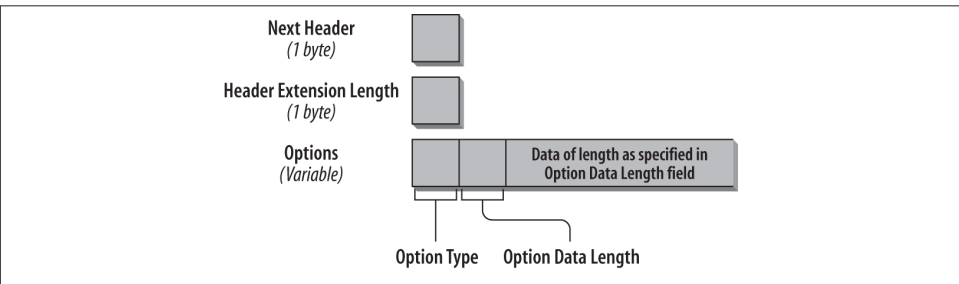 Next Header
(1 byte)
Header Extension Length
(1 byte)
Options
(Variable)
Data of length as specified in
Option Data Length field
Option Type
Option Data Length